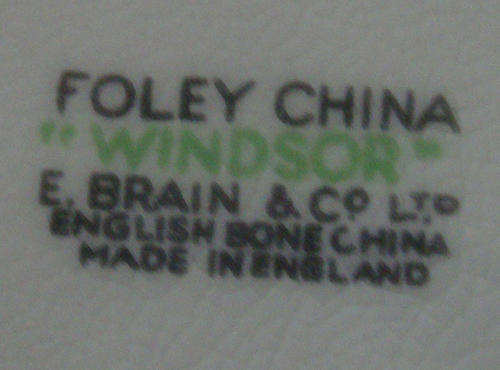 FOLEY CHINA
"WINDSOR"
E. BRAIN & Co LTD
ENGLISH BONE CHINA
MADE IN ENGLAND